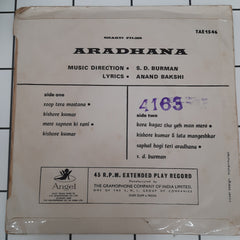 SHAKTI FILMS
ARADHANA
TAE 1546
MUSIC DIRECTION • S. D. BURMAN
LYRICS • ANAND BAKSHI
side one
roop tera mastana •
kishore kumar
mere sapnon ki rani •
kishore kumar
4163
side two
kora kagaz tha yeh man mera •
kishore kumar & lata mangeshkar
saphal hogi teri aradhana •
s. d. burman
Angel
45 R.P.M. EXTENDED PLAY RECORD
THE GRAMOPHONE COMPANY OF INDIA LIMITED.